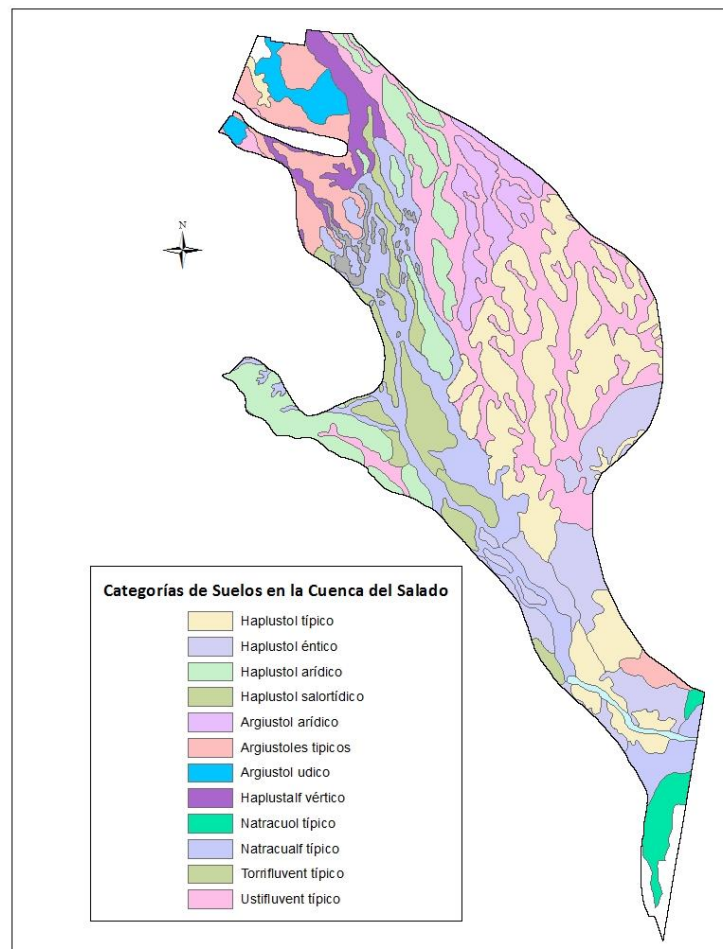 N
Categorías de Suelos en la Cuenca del Salado
Haplustol típico
Haplustol éntico
Haplustol arídico
Haplustol salortídico
Argiustol arídico
Argiustoles tipicos
Argiustol udico
Haplustalf vértico
Natracuol típico
Natracualf típico
Torrifluvent típico
Ustifluvent típico